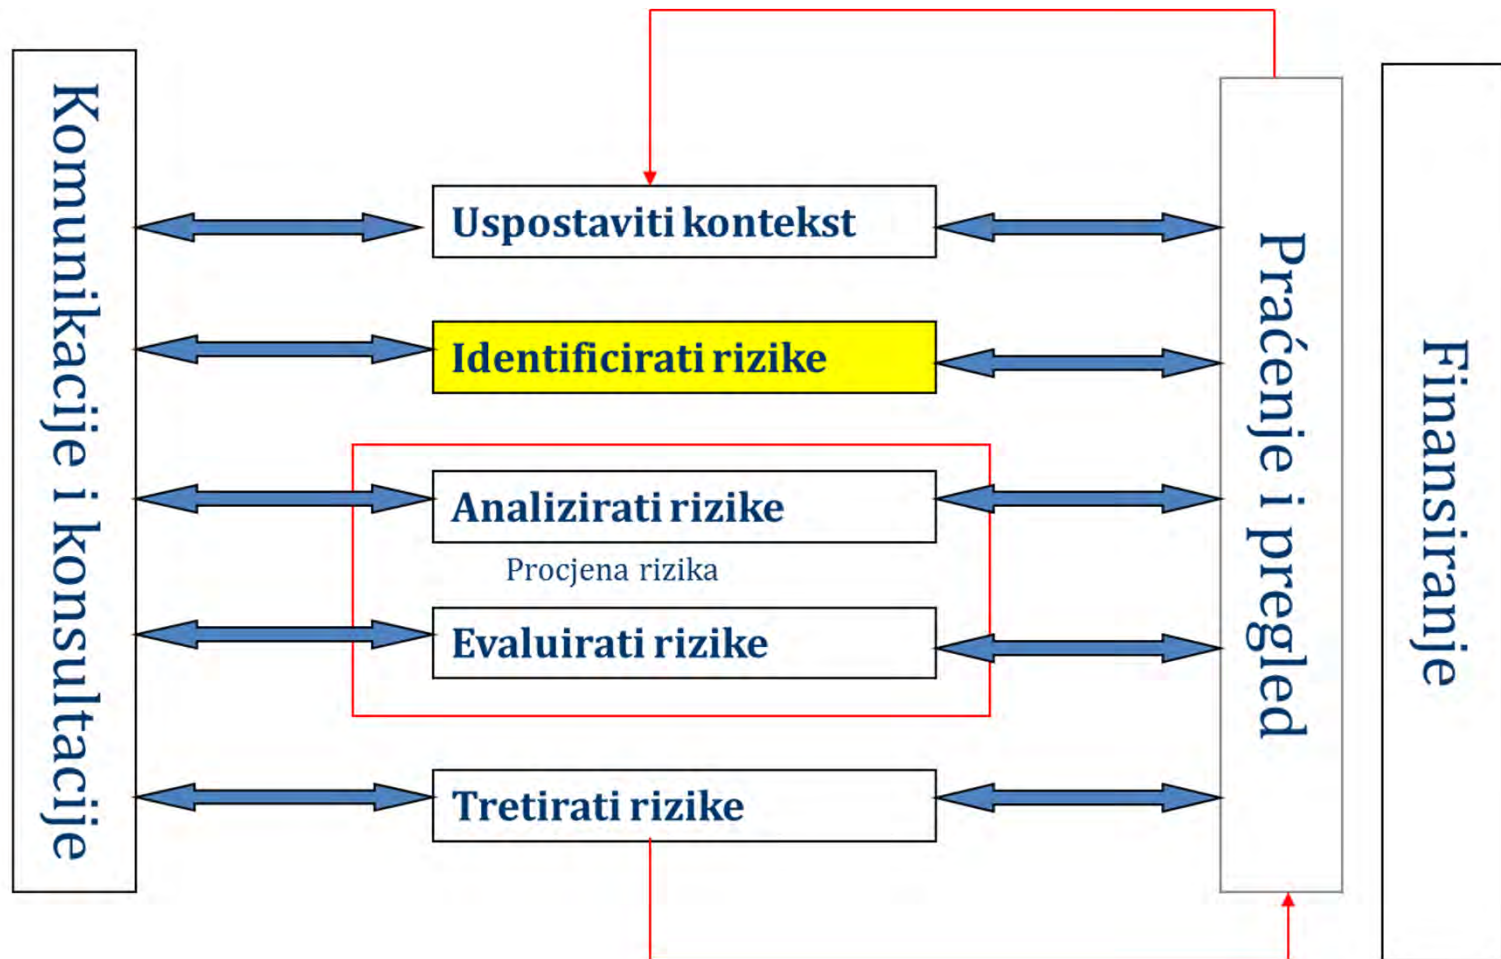 Komunikacije i konsultacije
Uspostaviti kontekst
Identificirati rizike
Analizirati rizike
Procjena rizika
Evaluirati rizike
Tretirati rizike
Praćenje i pregled
Finansiranje